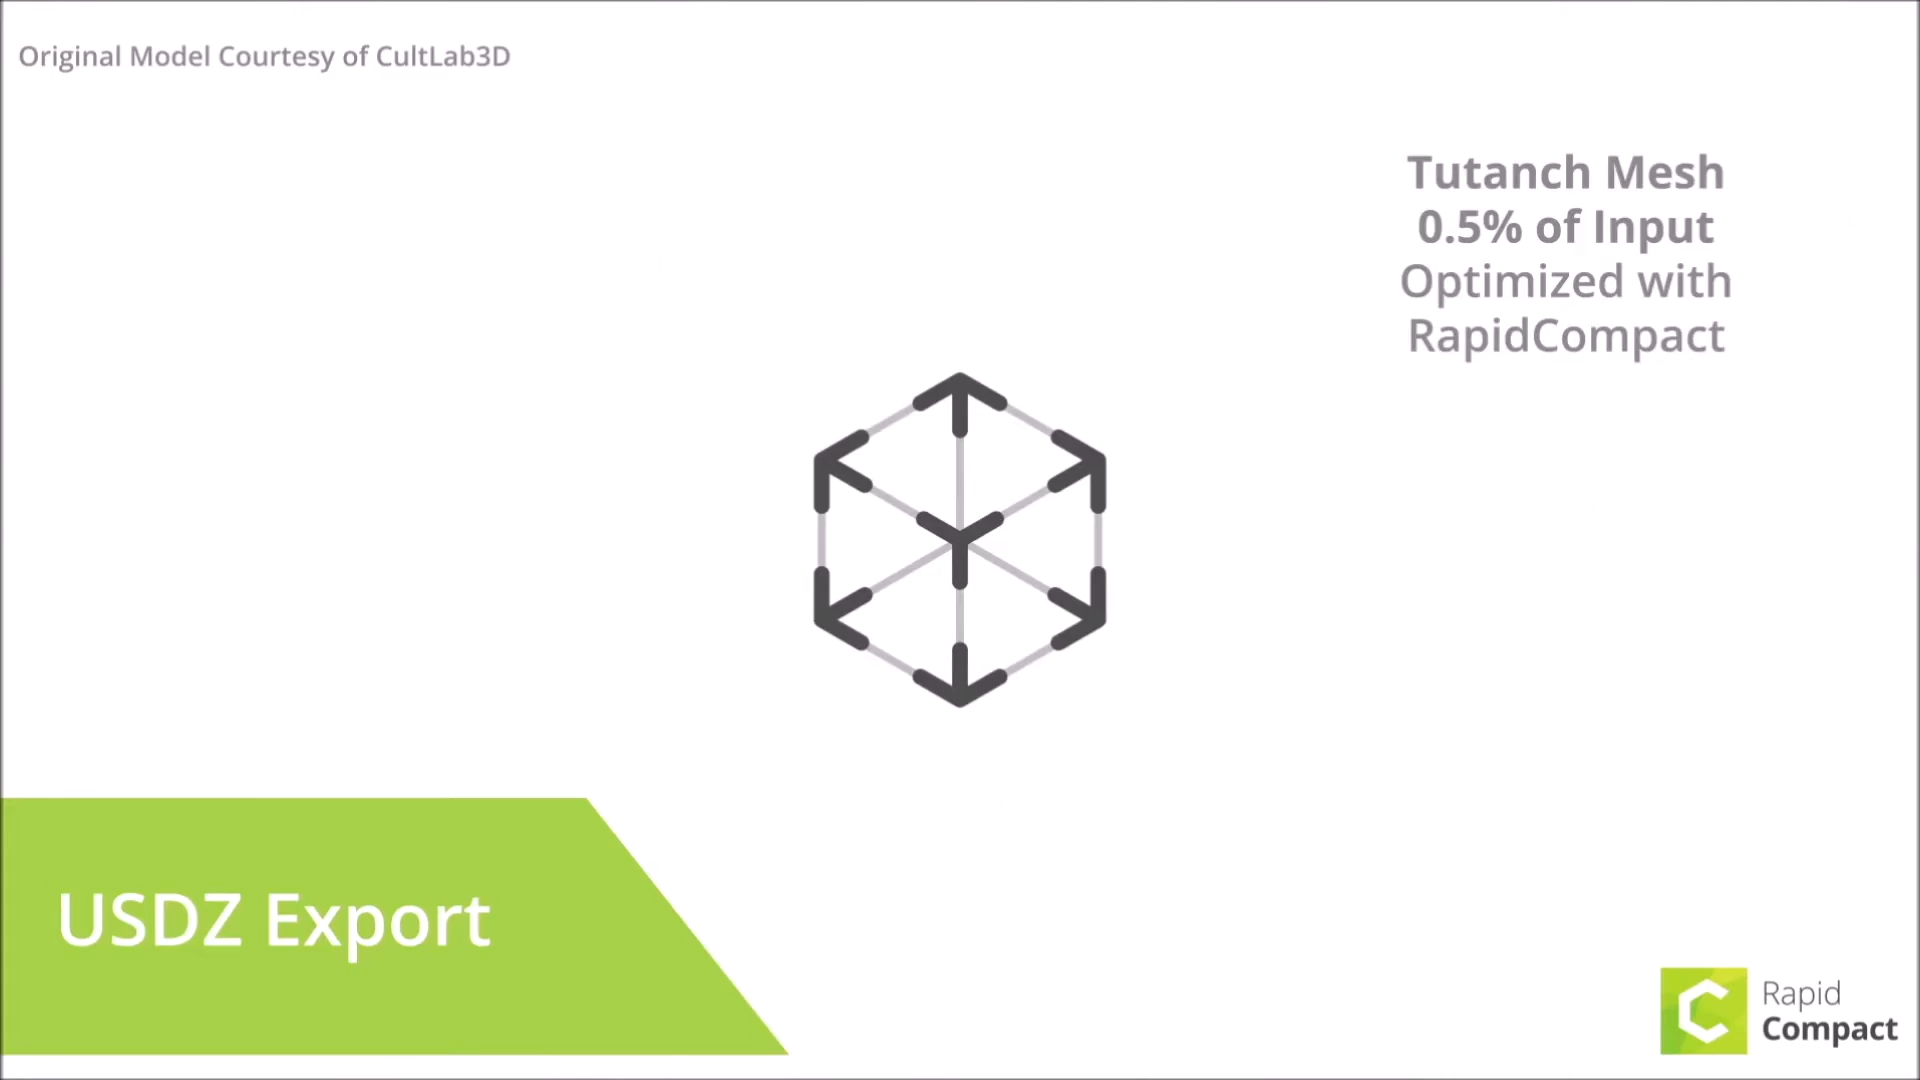 Original Model Courtesy of CultLab3D
Tutanch Mesh
0.5% of Input
Optimized with
RapidCompact
USDZ Export
Rapid
Compact